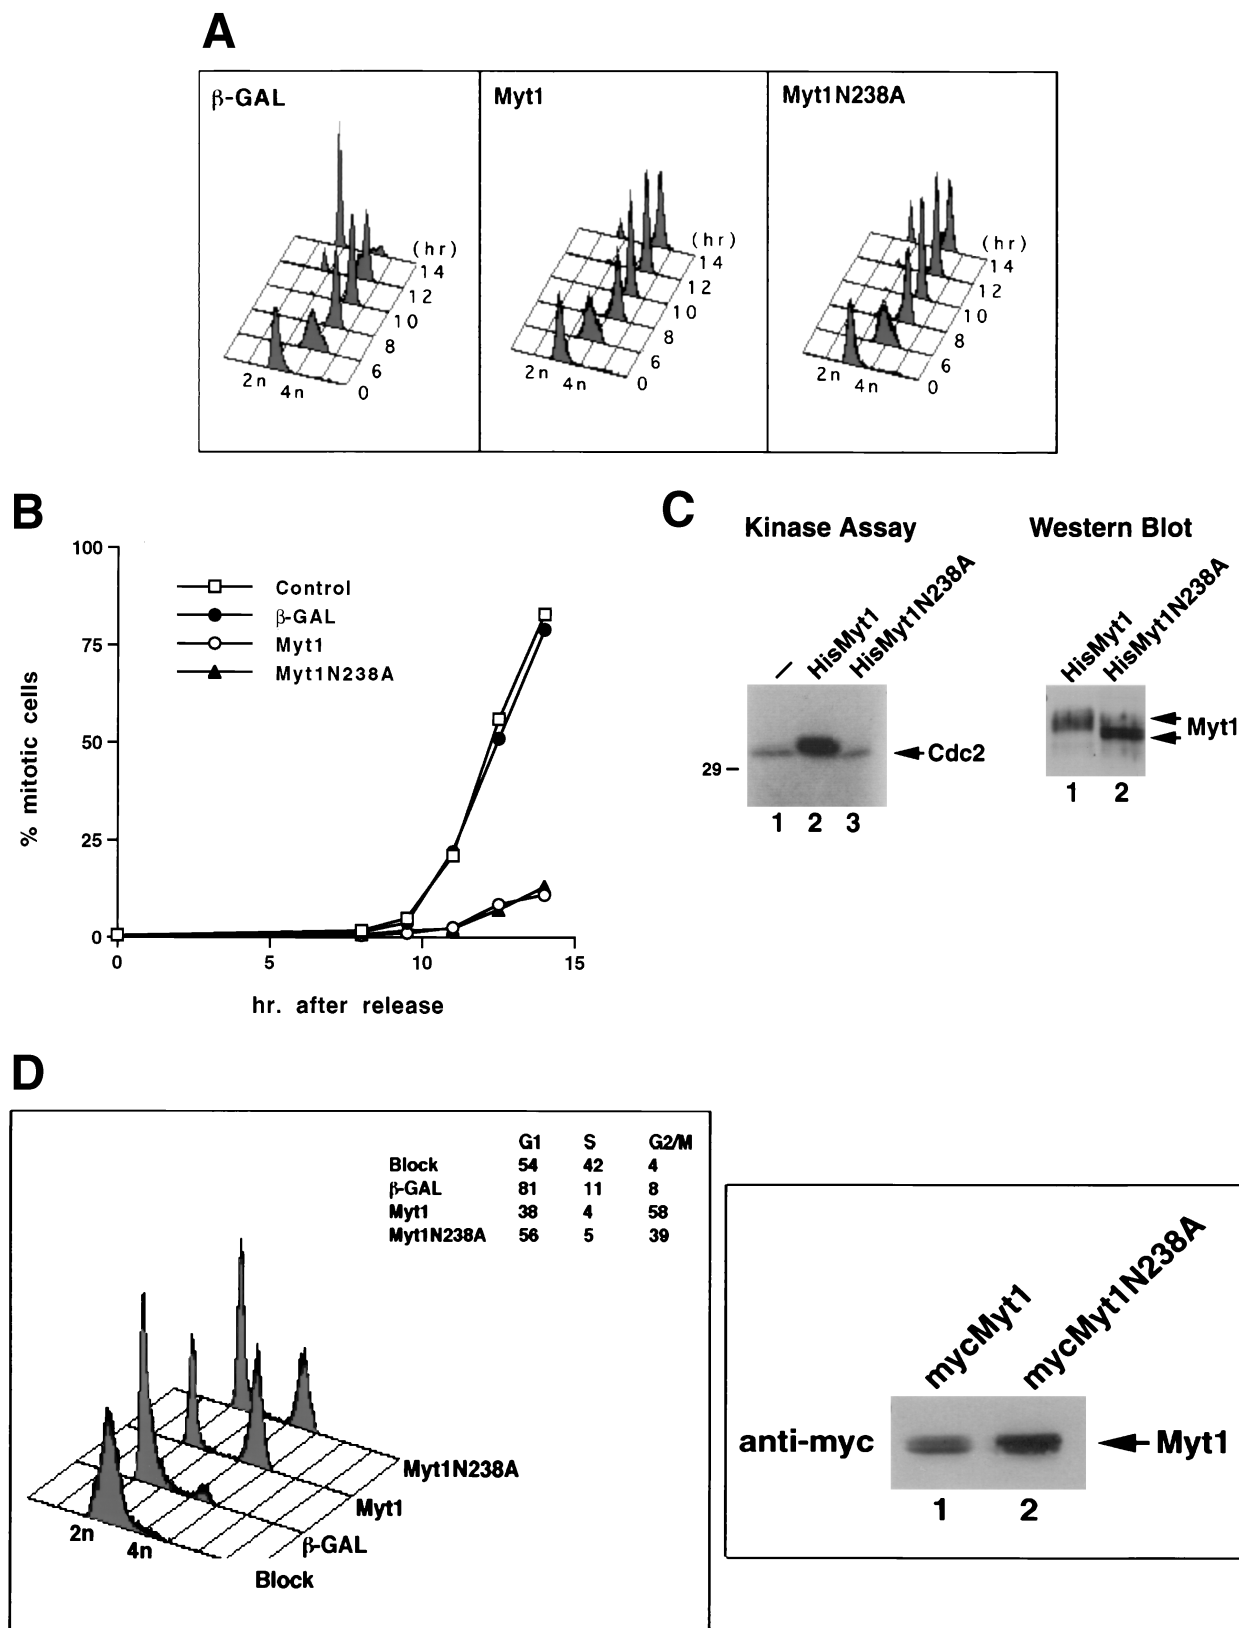 A
β-GAL
Myt1
Myt1N238A
(hr)
14
12
10
8
6
0
2n
4n
(hr)
14
12
10
8
6
0
2n
4n
(hr)
14
12
10
8
6
0
2n
4n
B
100
75
50
25
0
0
5
10
15
% mitotic cells
hr. after release
Control
β-GAL
Myt1
Myt1N238A
C
Kinase Assay
Western Blot
–
HisMyt1
HisMyt1N238A
HisMyt1
HisMyt1N238A
29
Cdc2
Myt1
1 2 3
1 2
D
G1 S G2/M
Block 54 42 4
β-GAL 81 11 8
Myt1 38 4 58
Myt1N238A 56 5 39
Myt1N238A
Myt1
β-GAL
Block
2n
4n
mycMyt1
mycMyt1N238A
anti-myc
Myt1
1 2